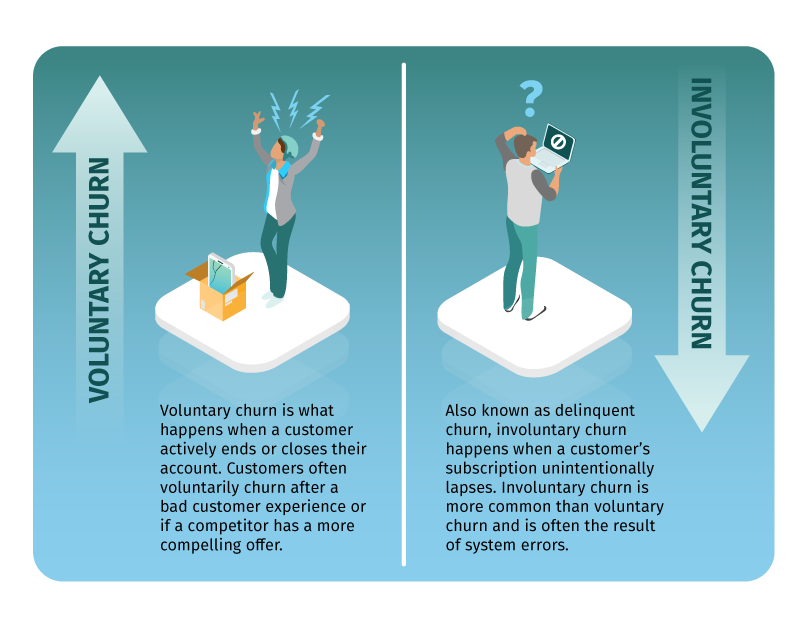 VOLUNTARY CHURN
Voluntary churn is what
happens when a customer
actively ends or closes their
account. Customers often
voluntarily churn after a
bad customer experience or
if a competitor has a more
compelling offer.
?
INVOLUNTARY CHURN
Also known as delinquent
churn, involuntary churn
happens when a customer’s
subscription unintentionally
lapses. Involuntary churn is
more common than voluntary
churn and is often the result
of system errors.